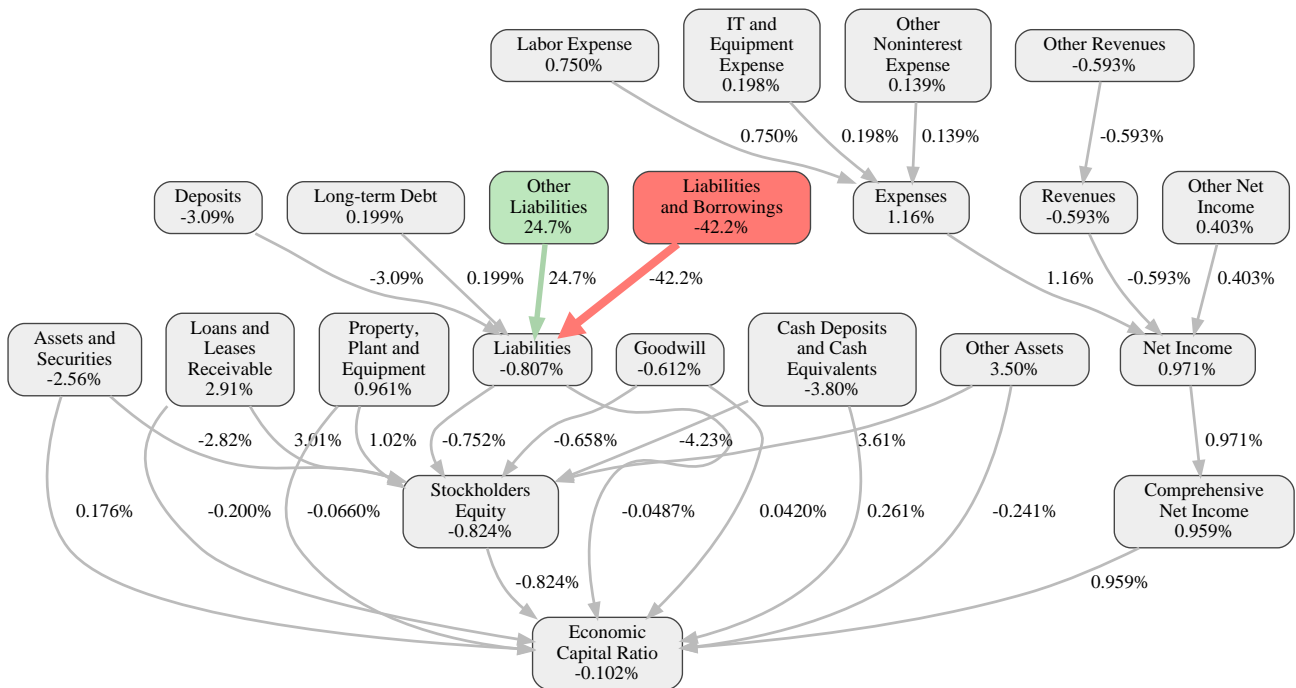 Labor Expense
0.750%
IT and
Equipment
Expense
0.198%
Other
Noninterest
Expense
0.139%
Other Revenues
-0.593%
0.750%
0.198%
0.139%
-0.593%
Deposits
-3.09%
Long-term Debt
0.199%
Other
Liabilities
24.7%
Liabilities
and Borrowings
-42.2%
Expenses
1.16%
Revenues
-0.593%
Other Net
Income
0.403%
-3.09%
0.199%
24.7%
-42.2%
1.16%
-0.593%
0.403%
Assets and
Securities
-2.56%
Loans and
Leases
Receivable
2.91%
Property,
Plant and
Equipment
0.961%
Liabilities
-0.807%
Goodwill
-0.612%
Cash Deposits
and Cash
Equivalents
-3.80%
Other Assets
3.50%
Net Income
0.971%
-2.82%
3.01%
1.02%
-0.752%
-0.658%
-4.23%
3.61%
0.971%
Stockholders
Equity
-0.824%
Comprehensive
Net Income
0.959%
0.176%
-0.200%
-0.0660%
-0.0487%
0.0420%
0.261%
-0.241%
-0.824%
0.959%
Economic
Capital Ratio
-0.102%